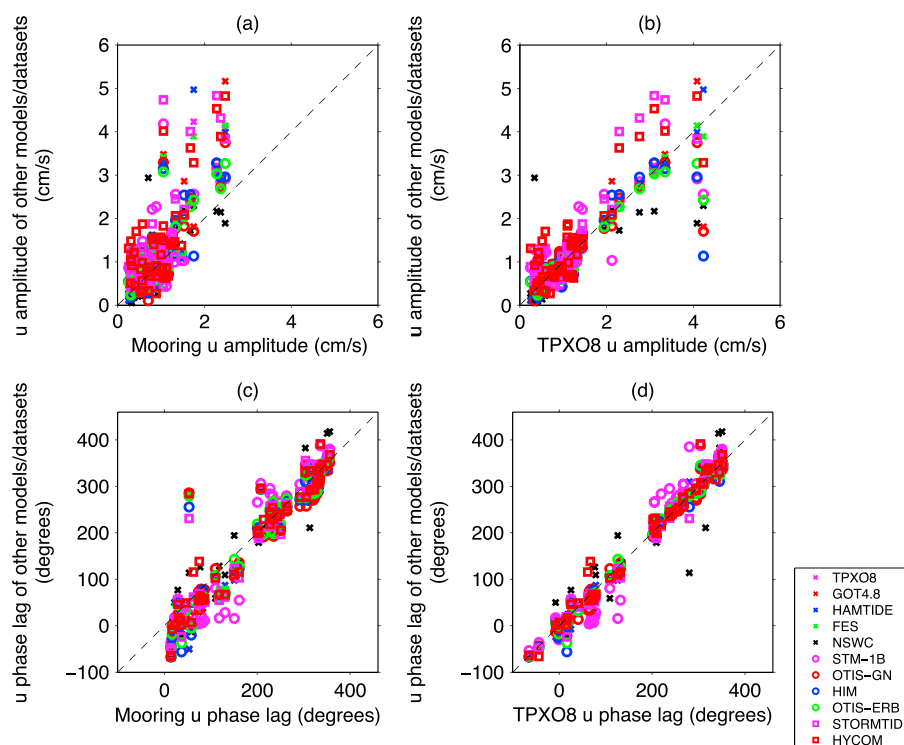 (a)
(b)
u amplitude of other models/datasets
(cm/s)
6
5
4
3
2
1
0
0
2
4
6
Mooring u amplitude (cm/s)
u amplitude of other models/datasets
(cm/s)
6
5
4
3
2
1
0
0
2
4
6
TPXO8 u amplitude (cm/s)
(c)
(d)
u phase lag of other models/datasets
(degrees)
400
300
200
100
0
−100
0
200
400
Mooring u phase lag (degrees)
u phase lag of other models/datasets
(degrees)
400
300
200
100
0
−100
0
200
400
TPXO8 u phase lag (degrees)
TPXO8
GOT4.8
HAMTIDE
FES
NSWC
STM−1B
OTIS−GN
HIM
OTIS−ERB
STORMTID
HYCOM